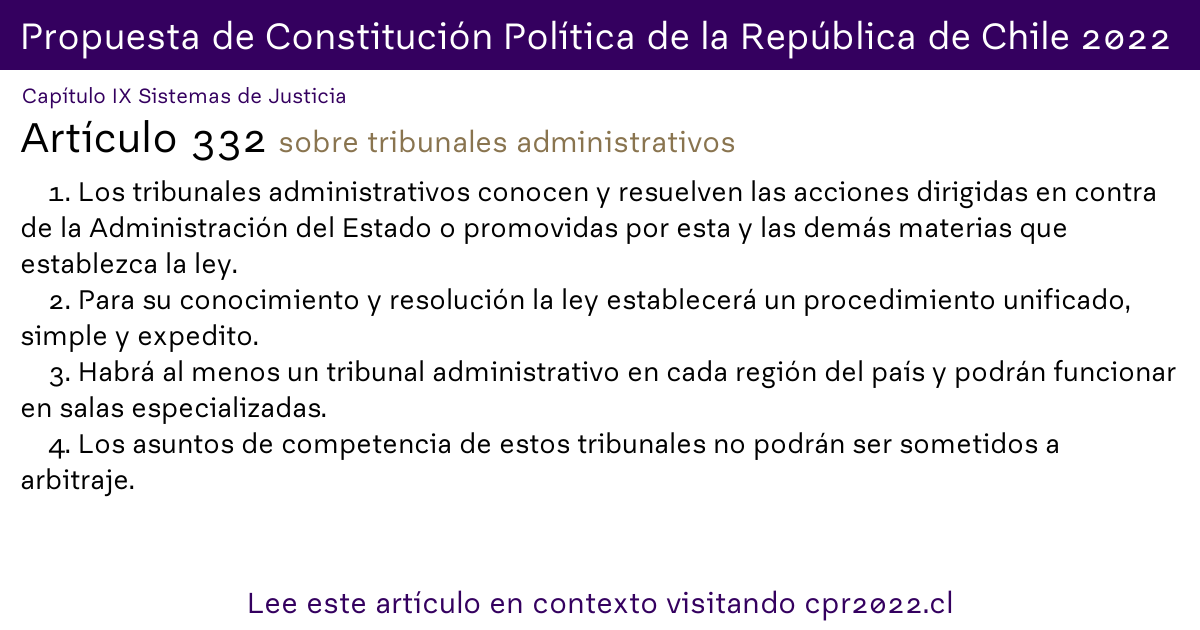 Propuesta de Constitución Política de la República de Chile 2022
Capítulo IX Sistemas de Justicia
Artículo 332 sobre tribunales administrativos
1. Los tribunales administrativos conocen y resuelven las acciones dirigidas en contra
de la Administración del Estado o promovidas por esta y las demás materias que
establezca la ley.
2. Para su conocimiento y resolución la ley establecerá un procedimiento unificado,
simple y expedito.
3. Habrá al menos un tribunal administrativo en cada región del país y podrán funcionar
en salas especializadas.
4. Los asuntos de competencia de estos tribunales no podrán ser sometidos a
arbitraje.
Lee este artículo en contexto visitando cpr2022.cl